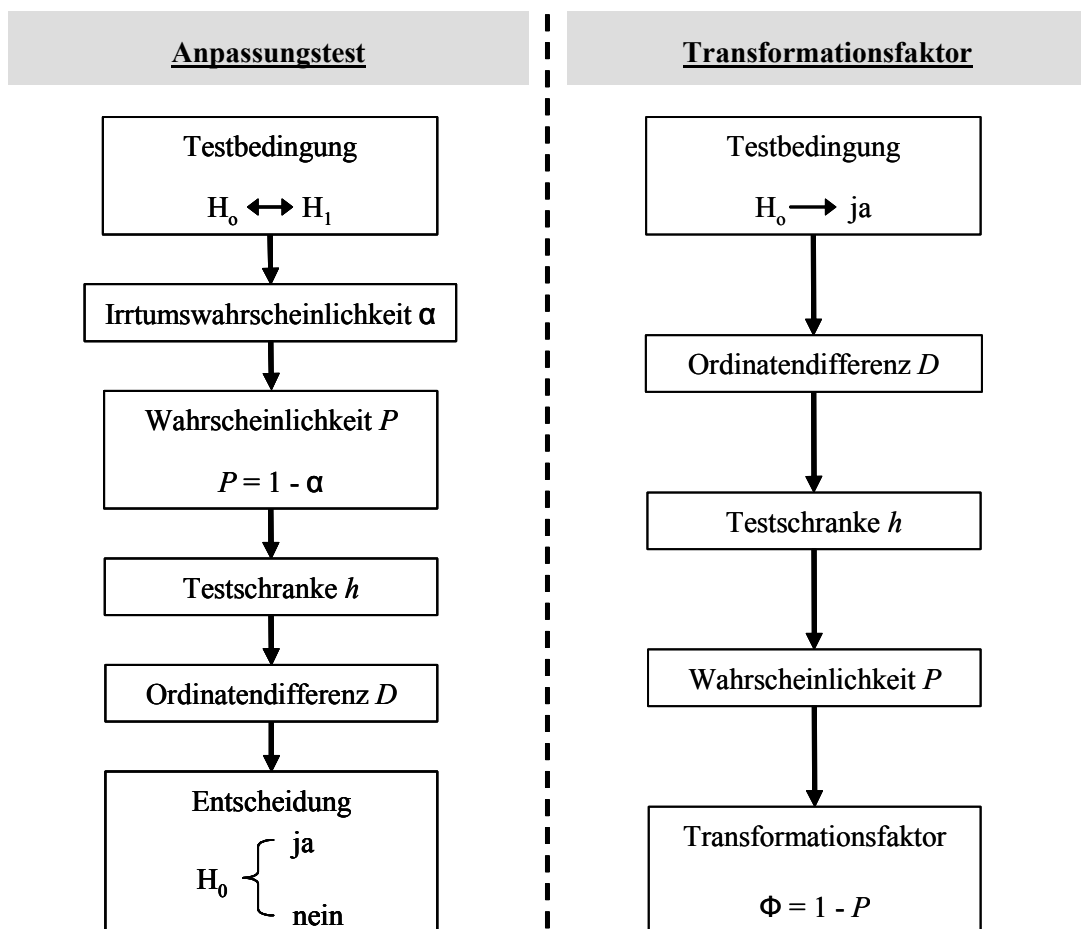 Anpassungstest
Testbedingung
Ho ↔ H1
Irrtumswahrscheinlichkeit α
Wahrscheinlichkeit P
P = 1 - α
Testschranke h
Ordinatendifferenz D
Entscheidung
ja
H0
nein
Transformationsfaktor
Testbedingung
Ho → ja
Ordinatendifferenz D
Testschranke h
Wahrscheinlichkeit P
Transformationsfaktor
Φ = 1 - P